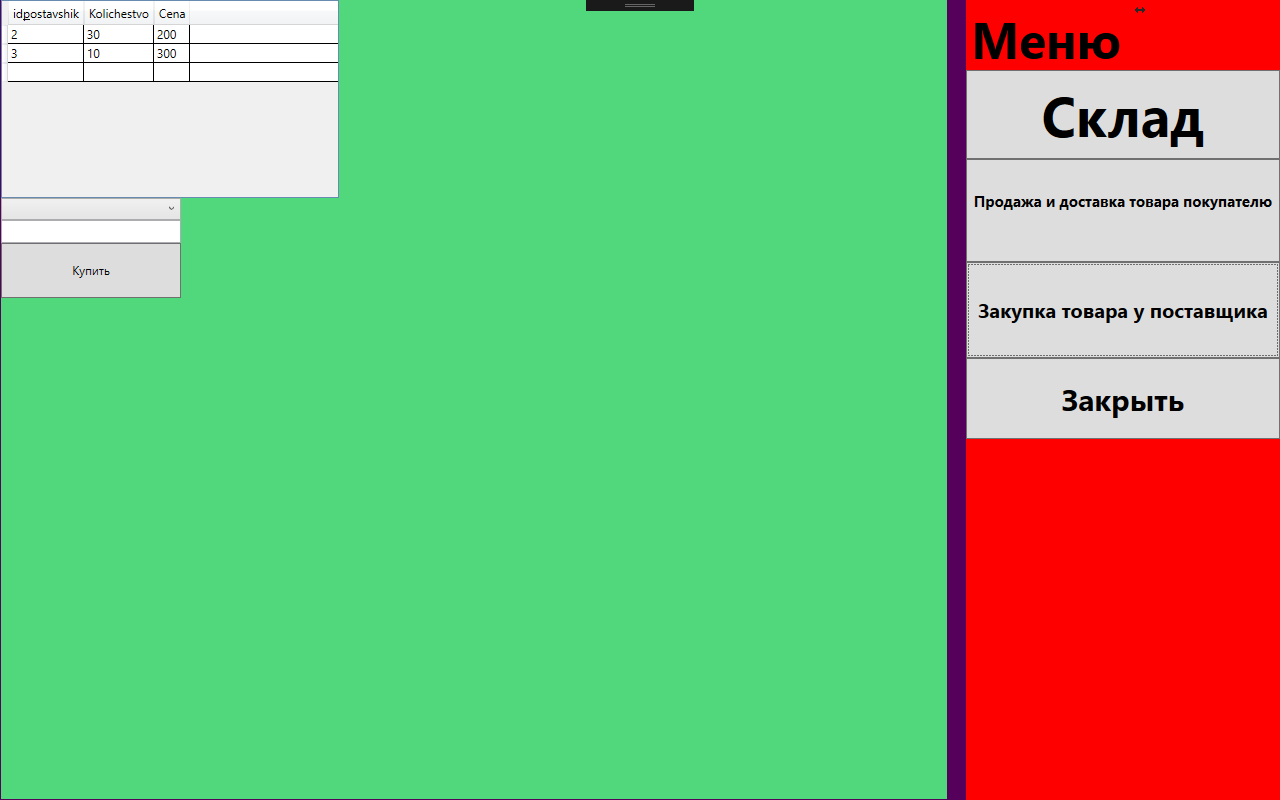 idpostavshik Kolichestvo Cena
2 30 200
3 10 300
Купить
Меню
Склад
Продажа и доставка товара покупателю
Закупка товара у поставщика
Закрыть